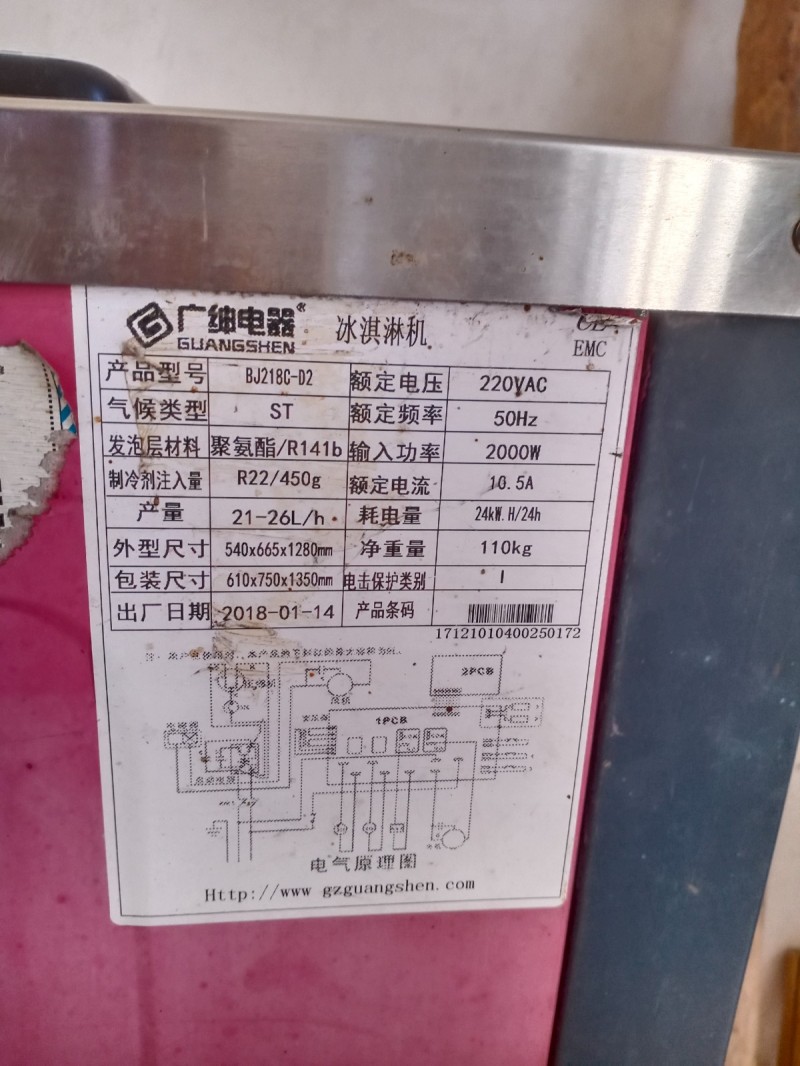 广绅电器® 冰淇淋机
GUANGSHEN EMC
产品型号 BJ218C-D2 额定电压 220VAC
气候类型 ST 额定频率 50Hz
发泡层材料 聚氨酯/R141b 输入功率 2000W
制冷剂注入量 R22/450g 额定电流 10.5A
产量 21-26L/h 耗电量 24kW.H/24h
外型尺寸 540x665x1280mm 净重量 110kg
包装尺寸 610x750x1350mm 电击保护类别 I
出厂日期 2018-01-14 产品条码
17121010400250172
2PCB
1PCB
电气原理图
Http://www gzguangshen.com